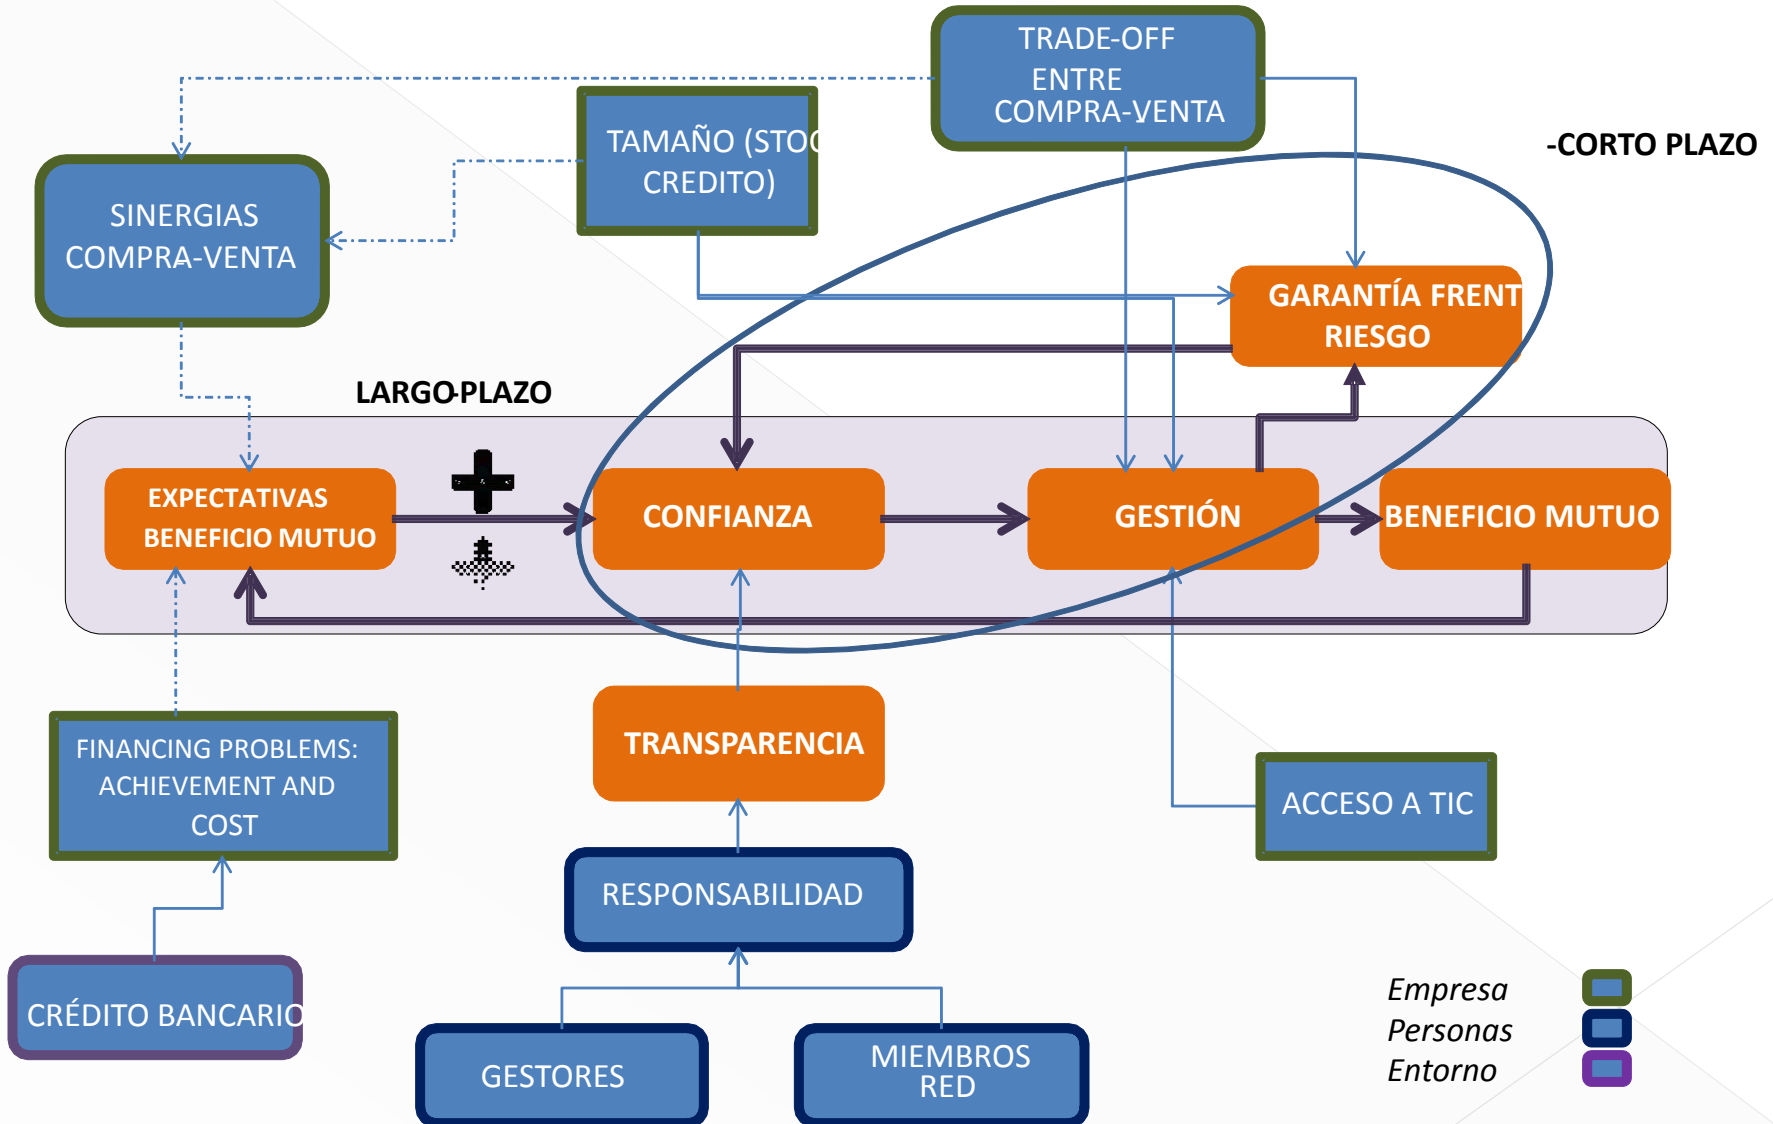 TRADE-OFF
ENTRE
COMPRA-VENTA
TAMAÑO (STOC
CREDITO)
-CORTO PLAZO
SINERGIAS
COMPRA-VENTA
GARANTÍA FRENT
RIESGO
LARGO-PLAZO
EXPECTATIVAS
BENEFICIO MUTUO
CONFIANZA
GESTIÓN
BENEFICIO MUTUO
FINANCING PROBLEMS:
ACHIEVEMENT AND
COST
TRANSPARENCIA
ACCESO A TIC
RESPONSABILIDAD
CRÉDITO BANCARIO
GESTORES
MIEMBROS
RED
Empresa
Personas
Entorno